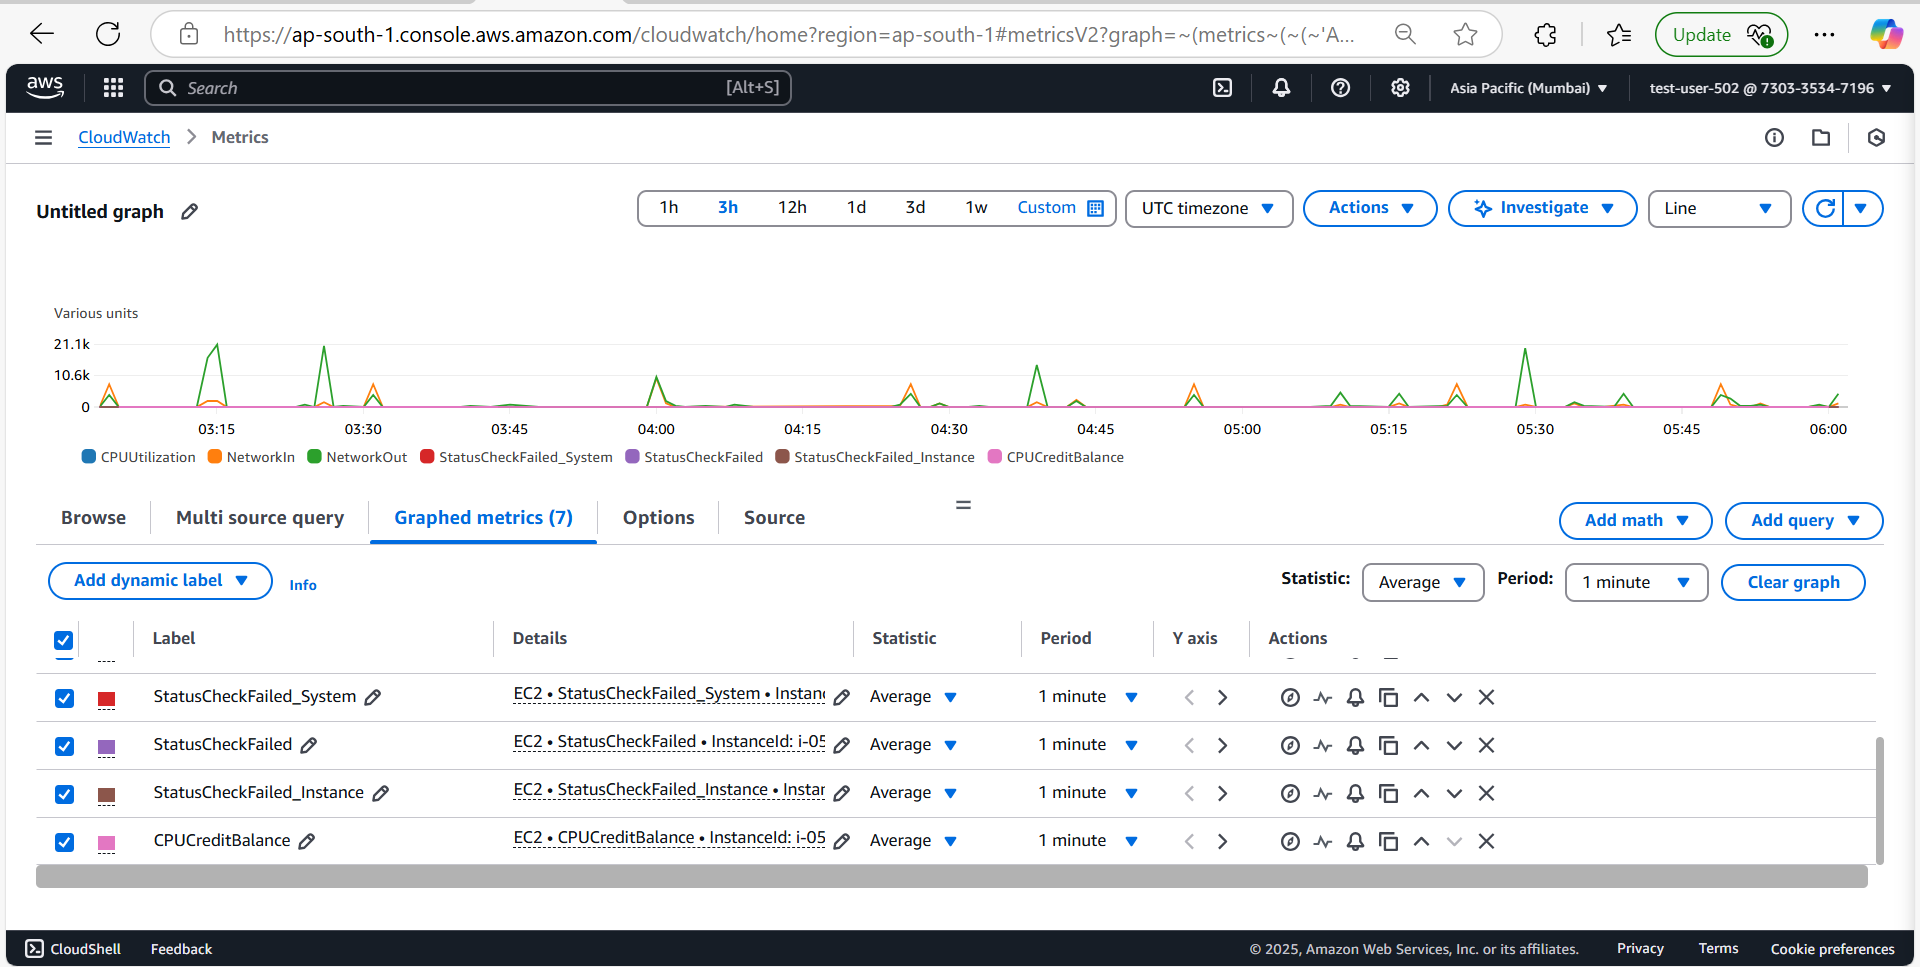 https://ap-south-1.console.aws.amazon.com/cloudwatch/home?region=ap-south-1#metricsV2?graph=~(metrics~(~(~'A...
Update
aws
Search
[Alt+S]
Asia Pacific (Mumbai)
test-user-502 @ 7303-3534-7196
CloudWatch
Metrics
Untitled graph
1h 3h 12h 1d 3d 1w Custom
UTC timezone
Actions
Investigate
Line
Various units
21.1k
10.6k
0
03:15 03:30 03:45 04:00 04:15 04:30 04:45 05:00 05:15 05:30 05:45 06:00
CPUUtilization NetworkIn NetworkOut StatusCheckFailed_System StatusCheckFailed StatusCheckFailed_Instance CPUCreditBalance
Browse Multi source query Graphed metrics (7) Options Source
Add math
Add query
Add dynamic label
Info
Statistic: Average Period: 1 minute
Clear graph
Label Details Statistic Period Y axis Actions
StatusCheckFailed_System EC2 • StatusCheckFailed_System • Instan Average 1 minute
StatusCheckFailed EC2 • StatusCheckFailed • InstanceId: i-05 Average 1 minute
StatusCheckFailed_Instance EC2 • StatusCheckFailed_Instance • Instar Average 1 minute
CPUCreditBalance EC2 • CPUCreditBalance • InstanceId: i-05 Average 1 minute
CloudShell Feedback © 2025, Amazon Web Services, Inc. or its affiliates. Privacy Terms Cookie preferences